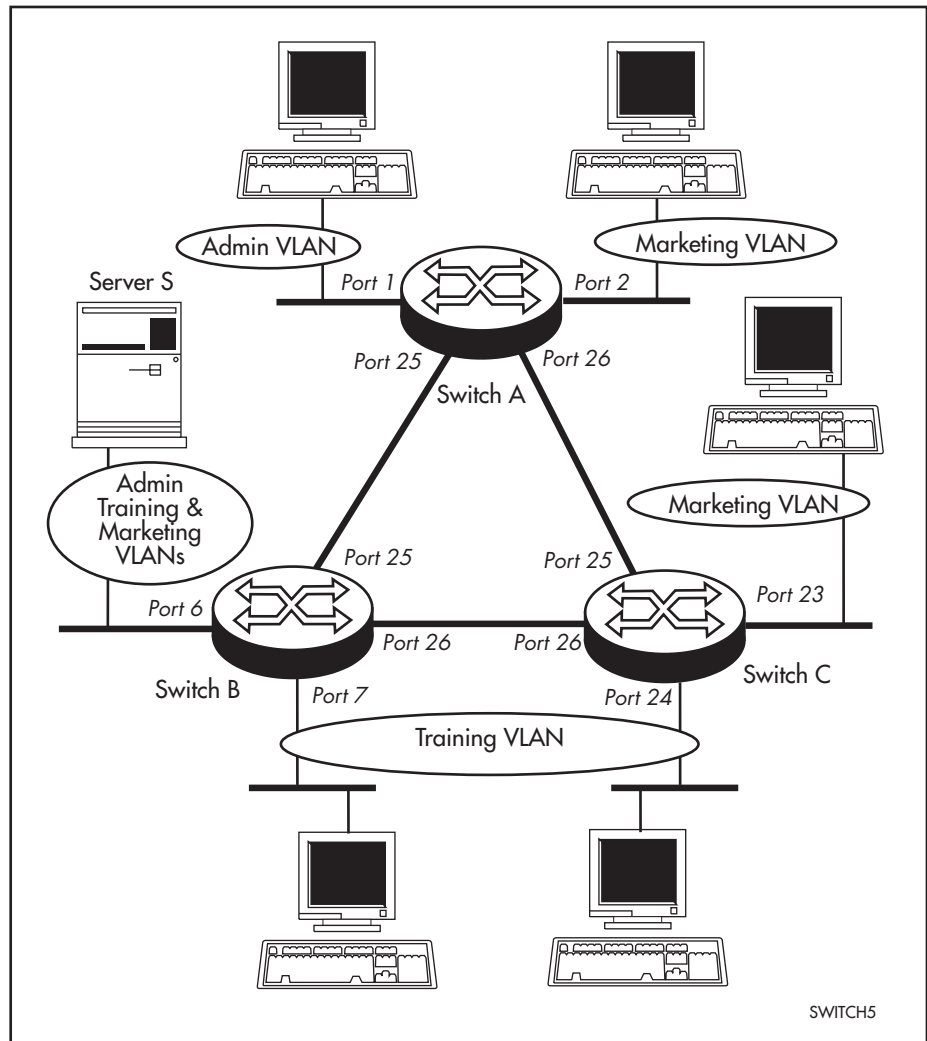 Admin VLAN
Marketing VLAN
Server S
Port 1
Port 2
Port 25
Port 26
Switch A
Admin
Training &
Marketing
VLANs
Marketing VLAN
Port 25
Port 25
Port 23
Port 6
Port 26
Port 26
Switch B
Switch C
Port 7
Port 24
Training VLAN
SWITCH5